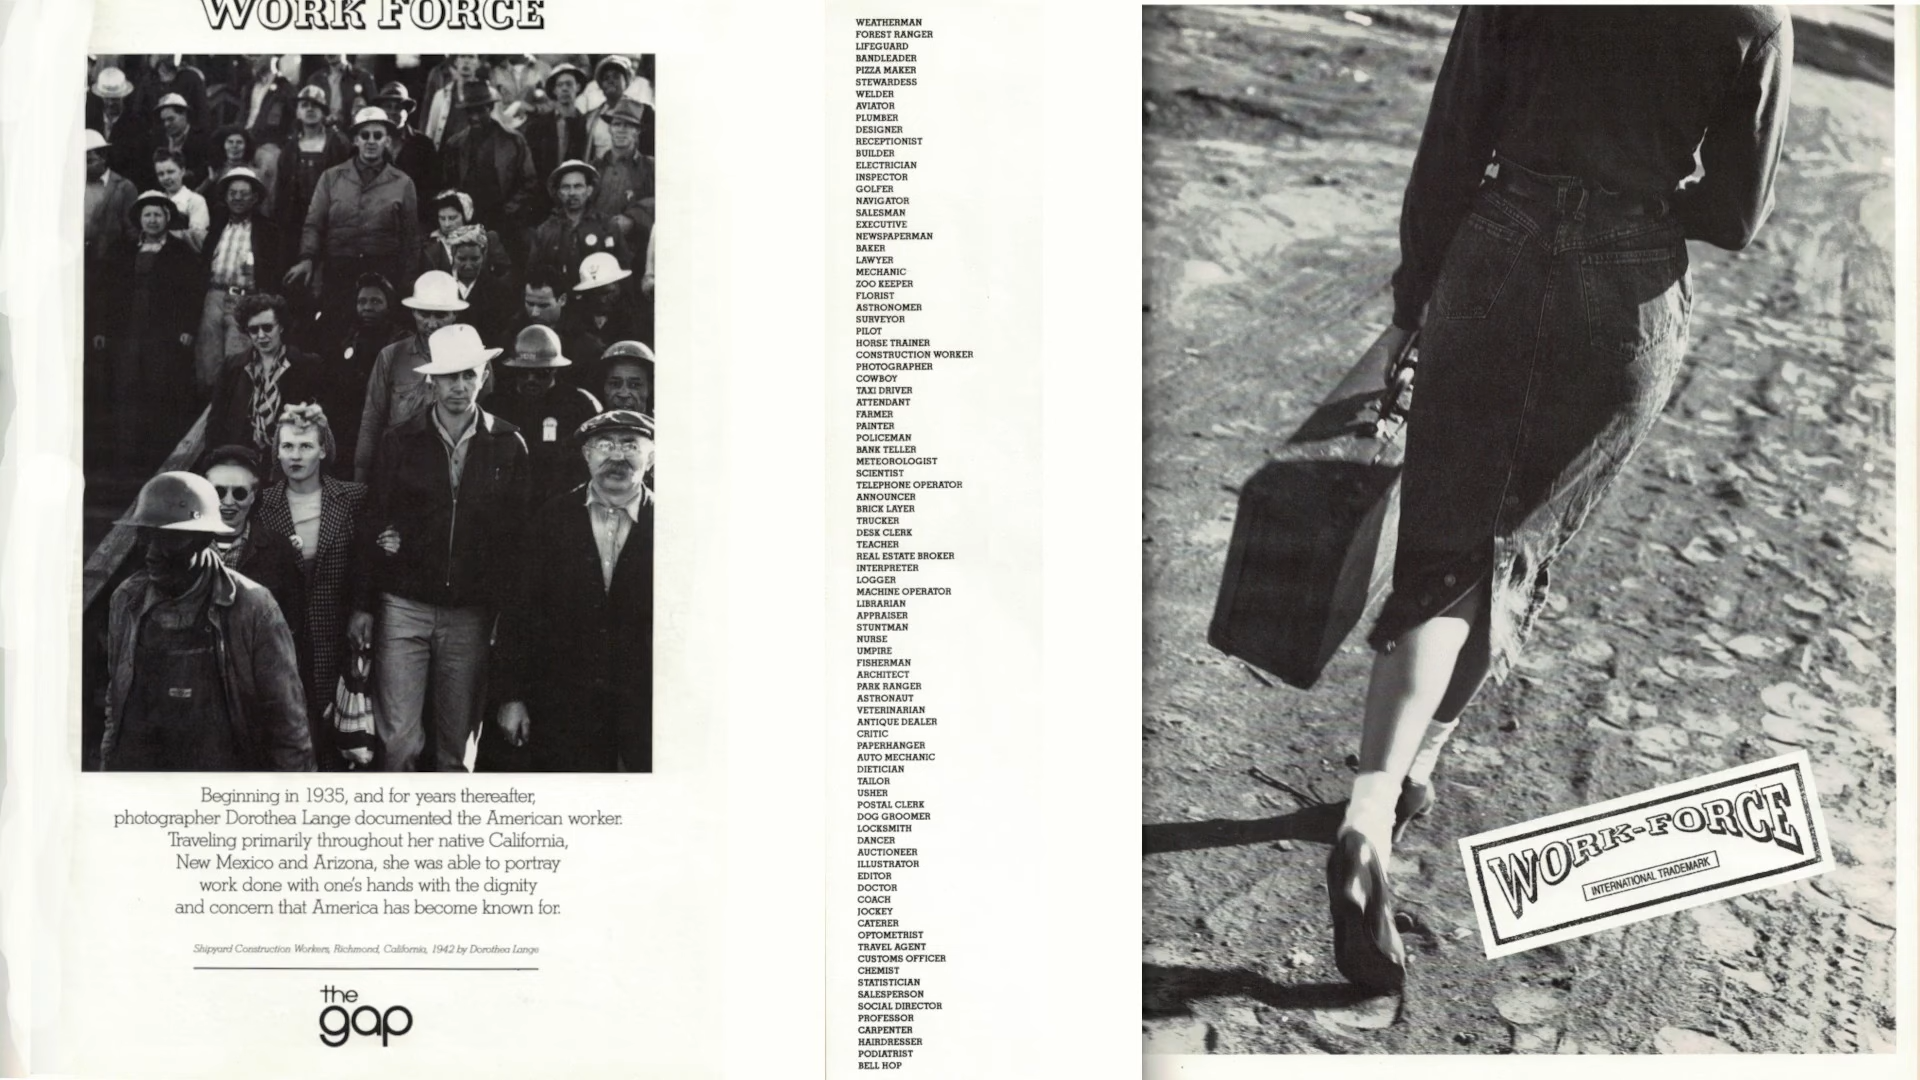 WORK FORCE
Beginning in 1935, and for years thereafter,
photographer Dorothea Lange documented the American worker.
Traveling primarily throughout her native California,
New Mexico and Arizona, she was able to portray
work done with one's hands with the dignity
and concern that America has become known for.
Shipyard Construction Workers, Richmond, California, 1942 by Dorothea Lange
the
gap
WEATHERMAN
FOREST RANGER
LIFEGUARD
BANDLEADER
PIZZA MAKER
STEWARDESS
WELDER
AVIATOR
PLUMBER
DESIGNER
RECEPTIONIST
BUILDER
ELECTRICIAN
INSPECTOR
GOLFER
NAVIGATOR
SALESMAN
EXECUTIVE
NEWSPAPERMAN
BAKER
LAWYER
MECHANIC
ZOO KEEPER
FLORIST
ASTRONOMER
SURVEYOR
PILOT
HORSE TRAINER
CONSTRUCTION WORKER
PHOTOGRAPHER
COWBOY
TAXI DRIVER
ATTENDANT
FARMER
PAINTER
POLICEMAN
BANK TELLER
METEOROLOGIST
SCIENTIST
TELEPHONE OPERATOR
ANNOUNCER
BRICK LAYER
TRUCKER
DESK CLERK
TEACHER
REAL ESTATE BROKER
INTERPRETER
LOGGER
MACHINE OPERATOR
LIBRARIAN
APPRAISER
STUNTMAN
NURSE
UMPIRE
FISHERMAN
ARCHITECT
PARK RANGER
ASTRONAUT
VETERINARIAN
ANTIQUE DEALER
CRITIC
PAPERHANGER
AUTO MECHANIC
DIETICIAN
TAILOR
USHER
POSTAL CLERK
DOG GROOMER
LOCKSMITH
DANCER
AUCTIONEER
ILLUSTRATOR
EDITOR
DOCTOR
COACH
JOCKEY
CATERER
OPTOMETRIST
TRAVEL AGENT
CUSTOMS OFFICER
CHEMIST
STATISTICIAN
SALESPERSON
SOCIAL DIRECTOR
PROFESSOR
CARPENTER
HAIRDRESSER
PODIATRIST
BELL HOP
WORK-FORCE
INTERNATIONAL TRADEMARK